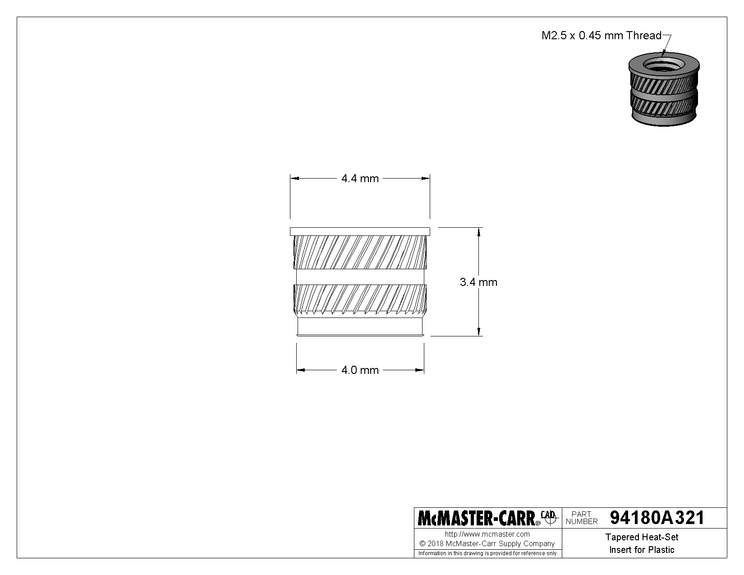 M2.5 x 0.45 mm Thread
4.4 mm
3.4 mm
4.0 mm
McMASTER-CARR® CAD
http://www.mcmaster.com
© 2018 McMaster-Carr Supply Company
Information in this drawing is provided for reference only.
PART NUMBER
94180A321
Tapered Heat-Set
Insert for Plastic